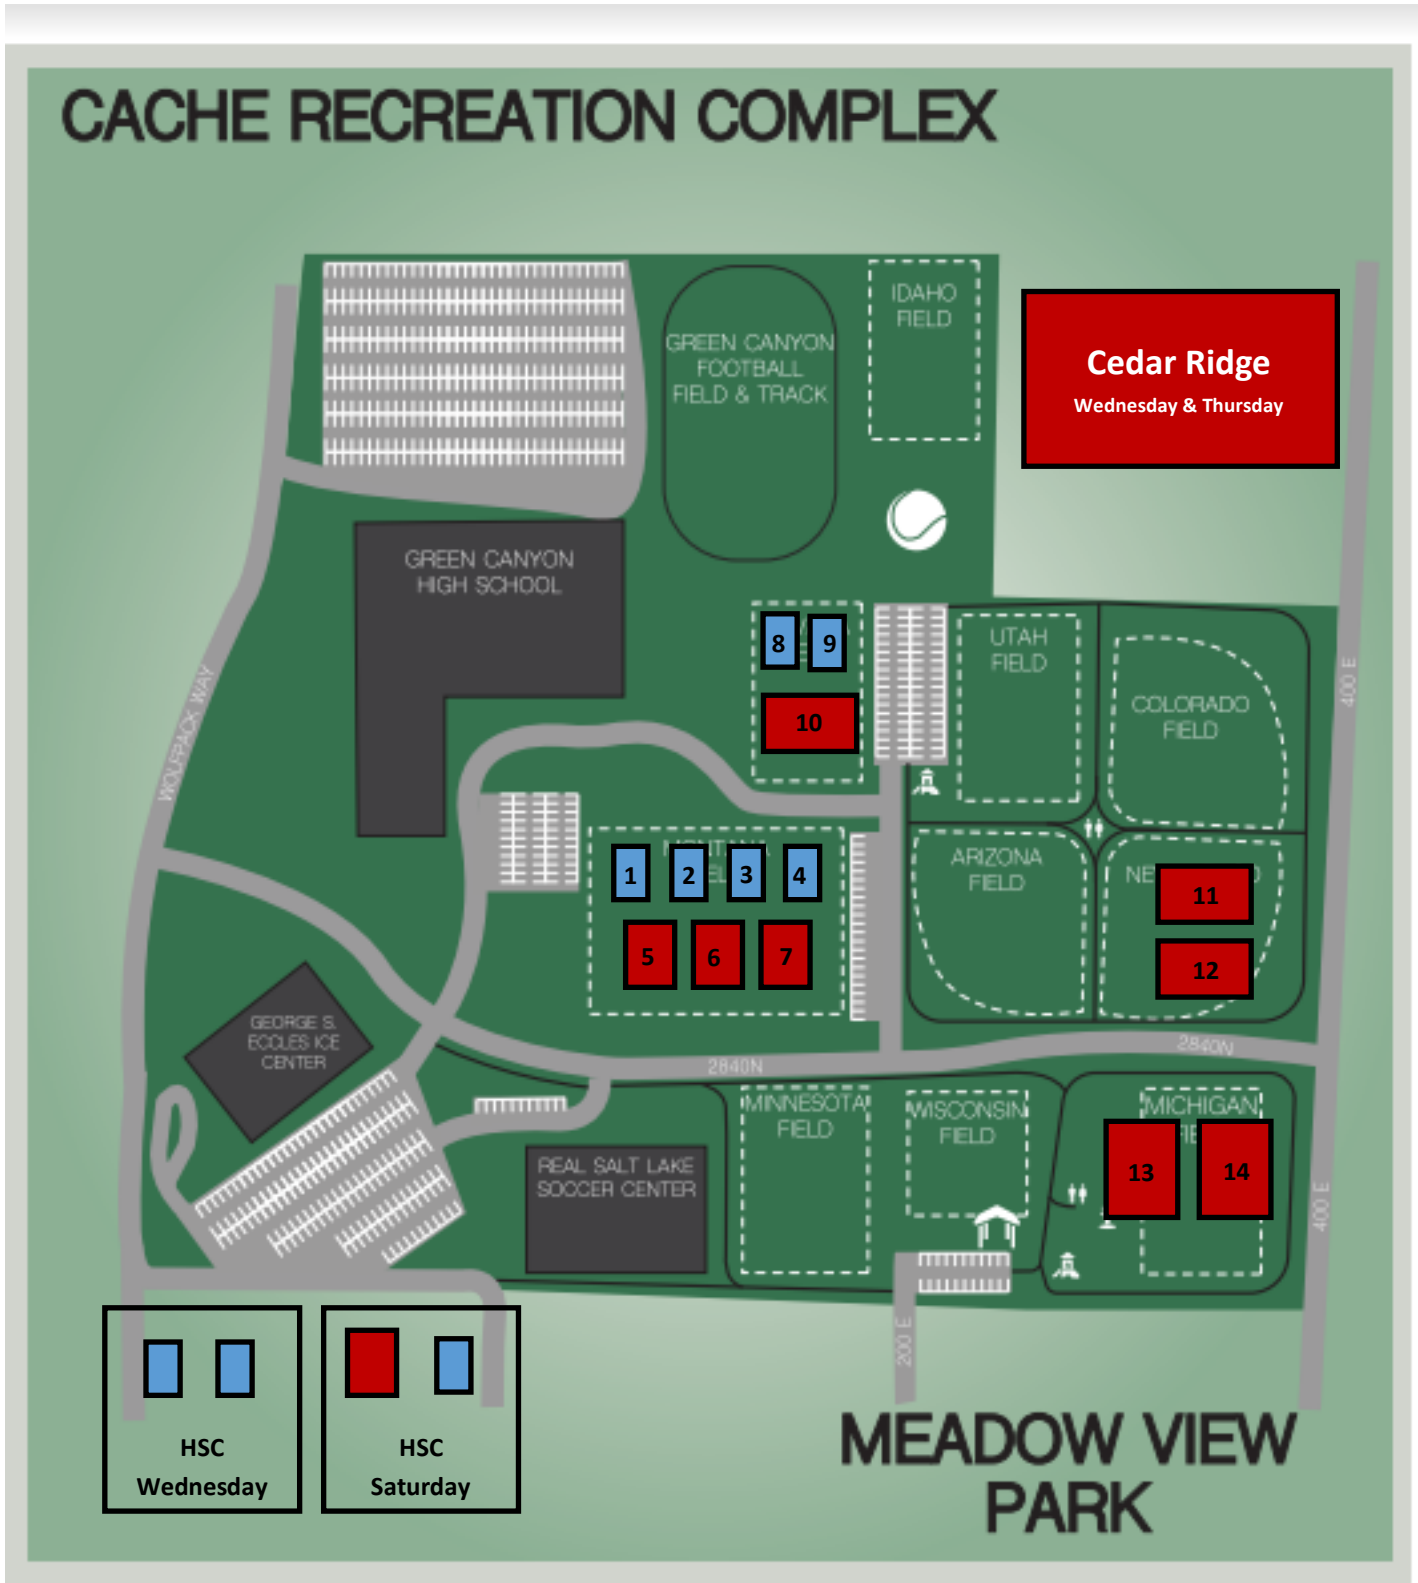 CACHE RECREATION COMPLEX
IDAHO
FIELD
GREEN CANYON
FOOTBALL
FIELD & TRACK
Cedar Ridge
Wednesday & Thursday
GREEN CANYON
HIGH SCHOOL
8
9
10
UTAH
FIELD
COLORADO
FIELD
400 E
WOLFPACK WAY
1
2
3
4
5
6
7
ARIZONA
FIELD
11
12
GEORGE S.
ECCLES ICE
CENTER
2840N
2840N
MINNESOTA
FIELD
WISCONSIN
FIELD
MICHIGAN
13
14
REAL SALT LAKE
SOCCER CENTER
400 E
200 E
HSC
Wednesday
HSC
Saturday
MEADOW VIEW
PARK